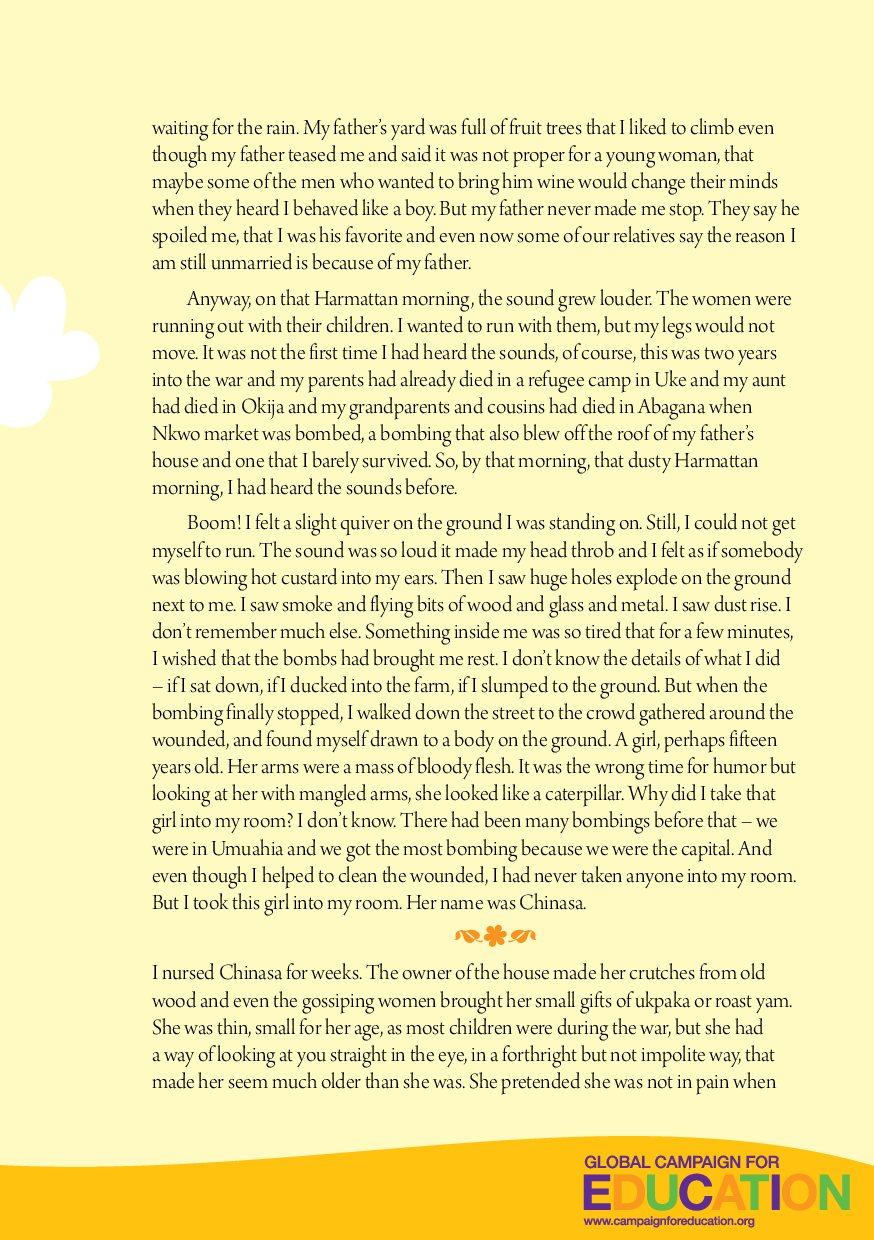 waiting for the rain. My father’s yard was full of fruit trees that I liked to climb even
though my father teased me and said it was not proper for a young woman, that
maybe some of the men who wanted to bring him wine would change their minds
when they heard I behaved like a boy. But my father never made me stop. They say he
spoiled me, that I was his favorite and even now some of our relatives say the reason I
am still unmarried is because of my father.
Anyway, on that Harmattan morning, the sound grew louder. The women were
running out with their children. I wanted to run with them, but my legs would not
move. It was not the first time I had heard the sounds, of course, this was two years
into the war and my parents had already died in a refugee camp in Uke and my aunt
had died in Okija and my grandparents and cousins had died in Abagana when
Nkwo market was bombed, a bombing that also blew off the roof of my father’s
house and one that I barely survived. So, by that morning, that dusty Harmattan
morning, I had heard the sounds before.
Boom! I felt a slight quiver on the ground I was standing on. Still, I could not get
myself to run. The sound was so loud it made my head throb and I felt as if somebody
was blowing hot custard into my ears. Then I saw huge holes explode on the ground
next to me. I saw smoke and flying bits of wood and glass and metal. I saw dust rise. I
don’t remember much else. Something inside me was so tired that for a few minutes,
I wished that the bombs had brought me rest. I don’t know the details of what I did
– if I sat down, if I ducked into the farm, if I slumped to the ground. But when the
bombing finally stopped, I walked down the street to the crowd gathered around the
wounded, and found myself drawn to a body on the ground. A girl, perhaps fifteen
years old. Her arms were a mass of bloody flesh. It was the wrong time for humor but
looking at her with mangled arms, she looked like a caterpillar. Why did I take that
girl into my room? I don’t know. There had been many bombings before that – we
were in Umuahia and we got the most bombing because we were the capital. And
even though I helped to clean the wounded, I had never taken anyone into my room.
But I took this girl into my room. Her name was Chinasa.
I nursed Chinasa for weeks. The owner of the house made her crutches from old
wood and even the gossiping women brought her small gifts of ukpaka or roast yam.
She was thin, small for her age, as most children were during the war, but she had
a way of looking at you straight in the eye, in a forthright but not impolite way, that
made her seem much older than she was. She pretended she was not in pain when
GLOBAL CAMPAIGN FOR
EDUCATION
www.campaignforeducation.org